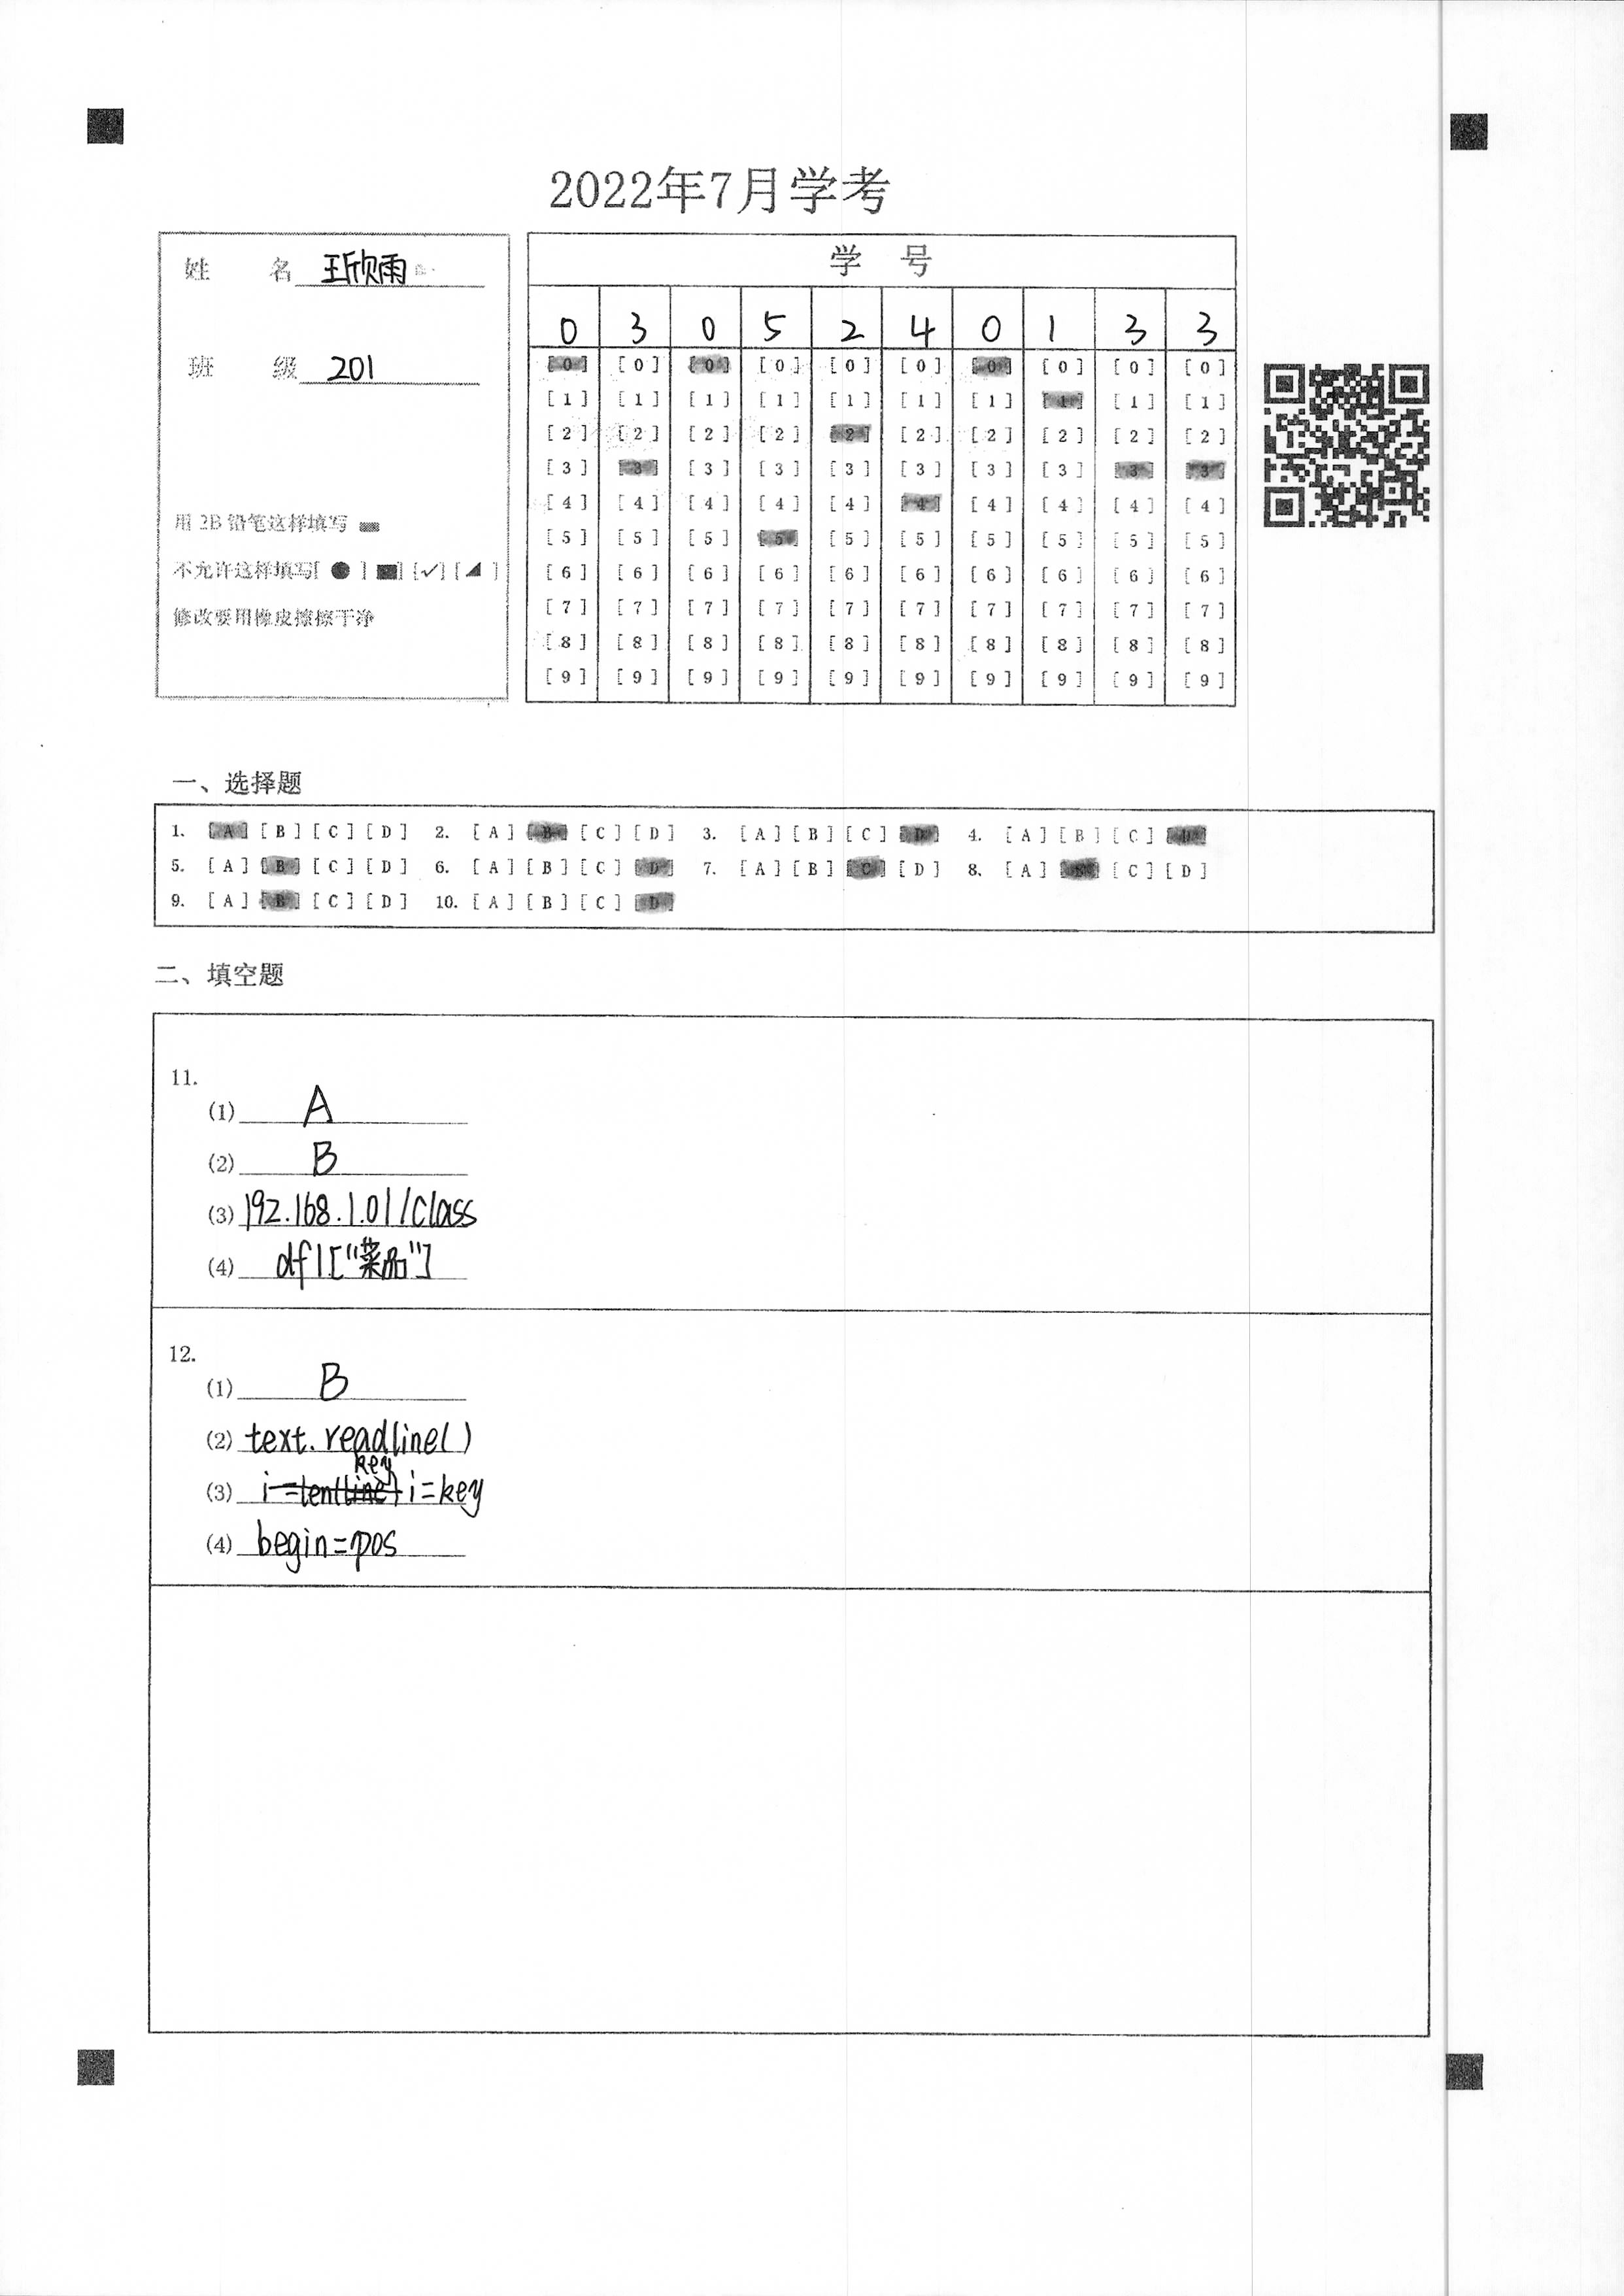 2022年7月学考
姓 名 王欣雨
班 级 201
用 2B 铅笔这样填写
不允许这样填写[ ● ] [■] [✓] [◢ ]
修改要用橡皮擦擦干净
学 号
0 3 0 5 2 4 0 1 3 3
[0] [0] [0] [0] [0] [0] [0] [0] [0] [0]
[1] [1] [1] [1] [1] [1] [1] [1] [1] [1]
[2] [2] [2] [2] [2] [2] [2] [2] [2] [2]
[3] [3] [3] [3] [3] [3] [3] [3] [3] [3]
[4] [4] [4] [4] [4] [4] [4] [4] [4] [4]
[5] [5] [5] [5] [5] [5] [5] [5] [5] [5]
[6] [6] [6] [6] [6] [6] [6] [6] [6] [6]
[7] [7] [7] [7] [7] [7] [7] [7] [7] [7]
[8] [8] [8] [8] [8] [8] [8] [8] [8] [8]
[9] [9] [9] [9] [9] [9] [9] [9] [9] [9]
一、选择题
1. [A] [B] [C] [D] 2. [A] [B] [C] [D] 3. [A] [B] [C] [D] 4. [A] [B] [C] [D]
5. [A] [B] [C] [D] 6. [A] [B] [C] [D] 7. [A] [B] [C] [D] 8. [A] [B] [C] [D]
9. [A] [B] [C] [D] 10. [A] [B] [C] [D]
二、填空题
11.
(1) A
(2) B
(3) 192.168.1.01/class
(4) df1["菜品"]
12.
(1) B
(2) text.readline()
(3) i=key
(4) begin=pos